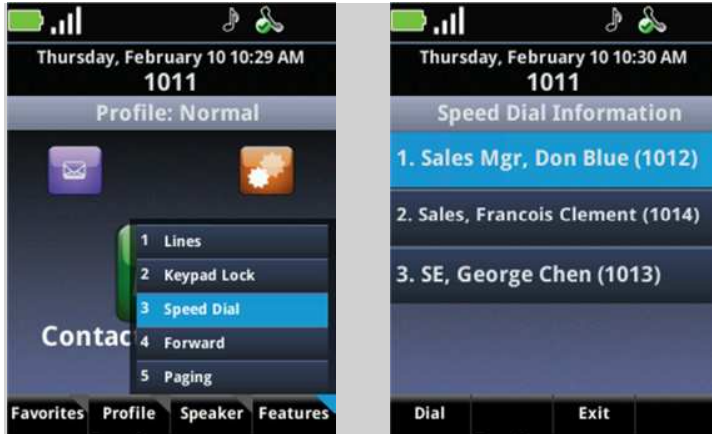 Thursday, February 10 10:29 AM
1011
Profile: Normal
1 Lines
2 Keypad Lock
3 Speed Dial
Contac
4 Forward
5 Paging
Favorites Profile Speaker Features
Thursday, February 10 10:30 AM
1011
Speed Dial Information
1. Sales Mgr, Don Blue (1012)
2. Sales, Francois Clement (1014)
3. SE, George Chen (1013)
Dial Exit